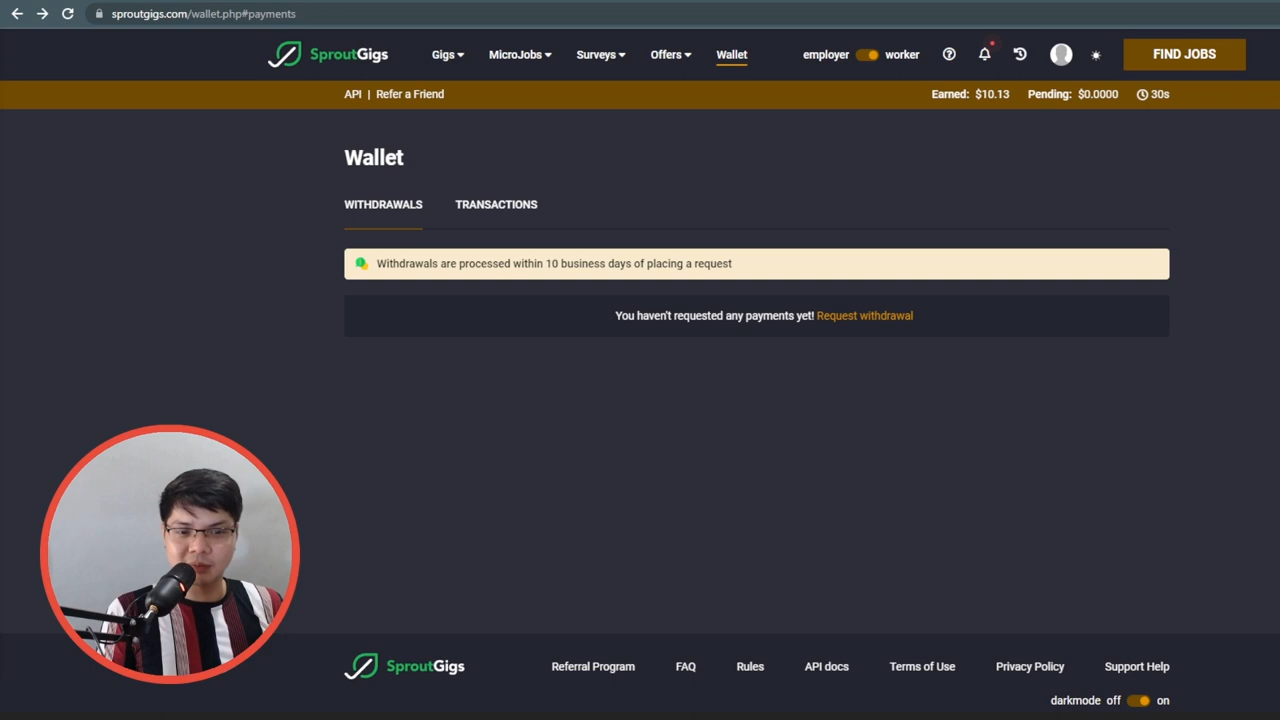 sproutgigs.com/wallet.php#payments
SproutGigs Gigs MicroJobs Surveys Offers Wallet employer worker FIND JOBS
API | Refer a Friend Earned: $10.13 Pending: $0.0000 30s
Wallet
WITHDRAWALS TRANSACTIONS
Withdrawals are processed within 10 business days of placing a request
You haven't requested any payments yet! Request withdrawal
SproutGigs Referral Program FAQ Rules API docs Terms of Use Privacy Policy Support Help
darkmode off on